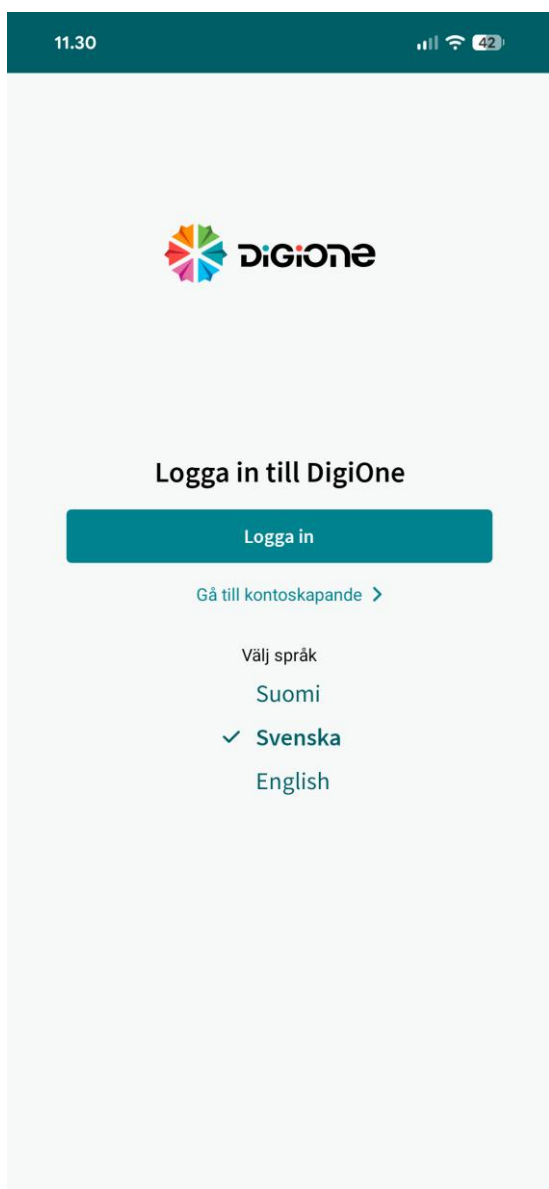 11.30 42
DiGiOne
Logga in till DigiOne
Logga in
Gå till kontoskapande
Välj språk
Suomi
Svenska
English